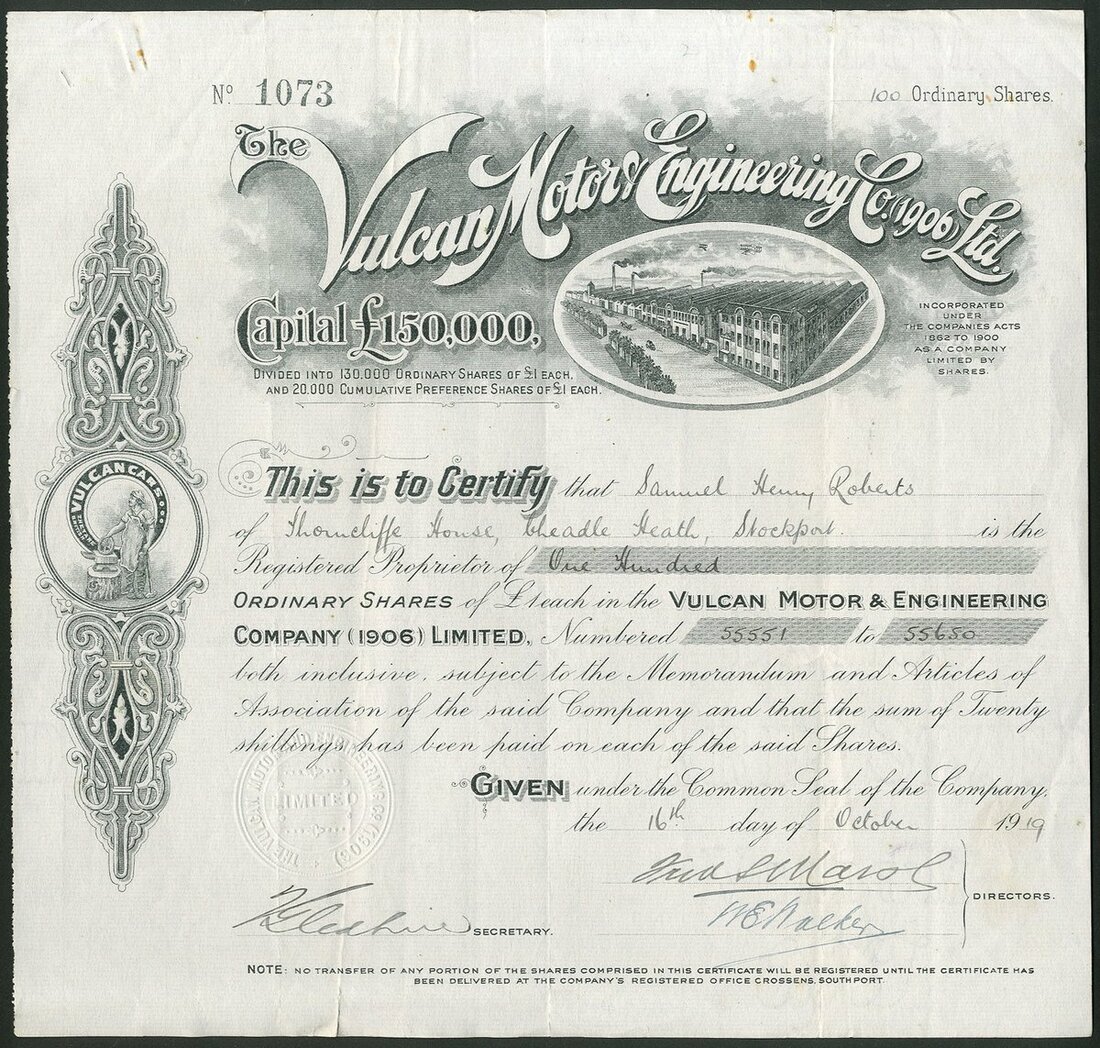 Nº 1073
100 Ordinary Shares.
The
Vulcan Motor & Engineering Co. (1906) Ltd.
Capital £150,000,
DIVIDED INTO 130,000 ORDINARY SHARES OF £1 EACH,
AND 20,000 CUMULATIVE PREFERENCE SHARES OF £1 EACH.
INCORPORATED
UNDER
THE COMPANIES ACTS
1862 TO 1900
AS A COMPANY
LIMITED BY
SHARES.
VULCAN CARS
This is to Certify that Samuel Henry Roberts
of Thorncliffe House, Cheadle Heath, Stockport. is the
Registered Proprietor of One Hundred
ORDINARY SHARES of £1 each in the VULCAN MOTOR & ENGINEERING
COMPANY (1906) LIMITED, Numbered 55551 to 55650
both inclusive, subject to the Memorandum and Articles of
Association of the said Company and that the sum of Twenty
shillings has been paid on each of the said Shares.
GIVEN under the Common Seal of the Company,
the 16th day of October 1919
THE VULCAN MOTOR AND ENGINEERING CO (1906)
LIMITED
DIRECTORS.
W E Walker
SECRETARY.
NOTE: NO TRANSFER OF ANY PORTION OF THE SHARES COMPRISED IN THIS CERTIFICATE WILL BE REGISTERED UNTIL THE CERTIFICATE HAS
BEEN DELIVERED AT THE COMPANY'S REGISTERED OFFICE CROSSENS, SOUTHPORT.